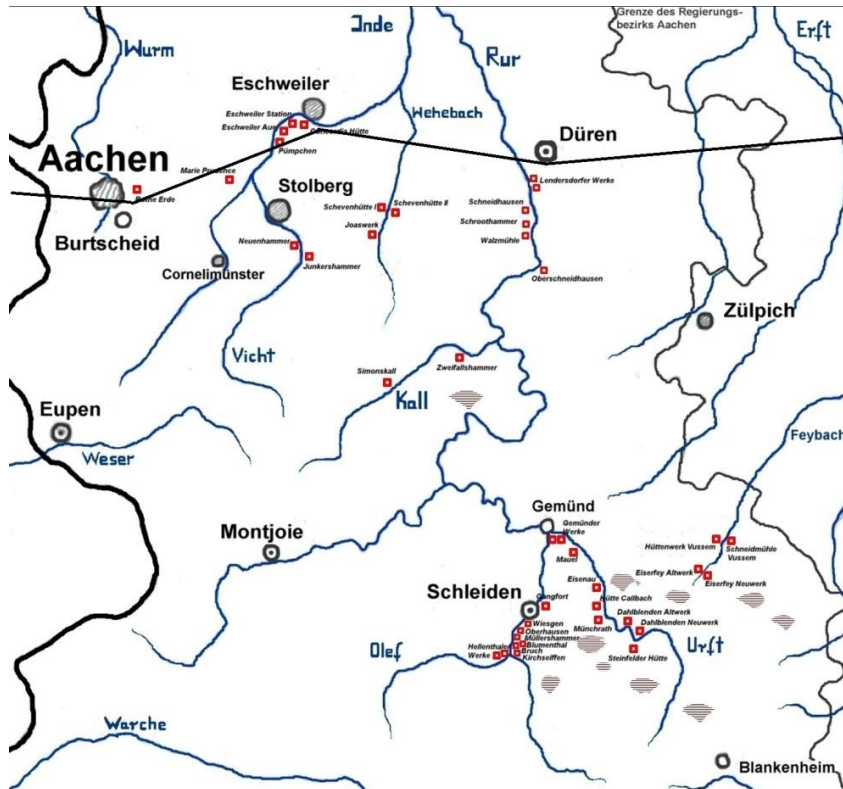 Grenze des Regierungs-
bezirks Aachen
Wurm
Inde
Rur
Erft
Eschweiler
Wehebach
Eschweiler Station
Eschweiler Aue
Concordia Hütte
Pümpchen
Düren
Aachen
Marie Prudence
Rothe Erde
Stolberg
Lendersdorfer Werke
Burtscheid
Schevenhütte I
Schevenhütte II
Schneidhausen
Joaswerk
Schroothammer
Walzmühle
Neuenhammer
Junkershammer
Cornelimünster
Oberschneidhausen
Zülpich
Vicht
Simonskall
Zweifallshammer
Kall
Eupen
Weser
Feybach
Montjoie
Gemünd
Gemünder
Werke
Mauel
Hüttenwerk Vussem
Schneidmühle
Vussem
Eiserfey Altwerk
Eiserfey Neuwerk
Eisenau
Schleiden
Gangfort
Hütte Callbach
Wiesgen
Oberhausen
Müllershammer
Blumenthal
Bruch
Kirchseiffen
Münchrath
Dahlblenden Altwerk
Dahlblenden Neuwerk
Hellenthaler
Werke
Steinfelder Hütte
Olef
Urft
Warche
Blankenheim